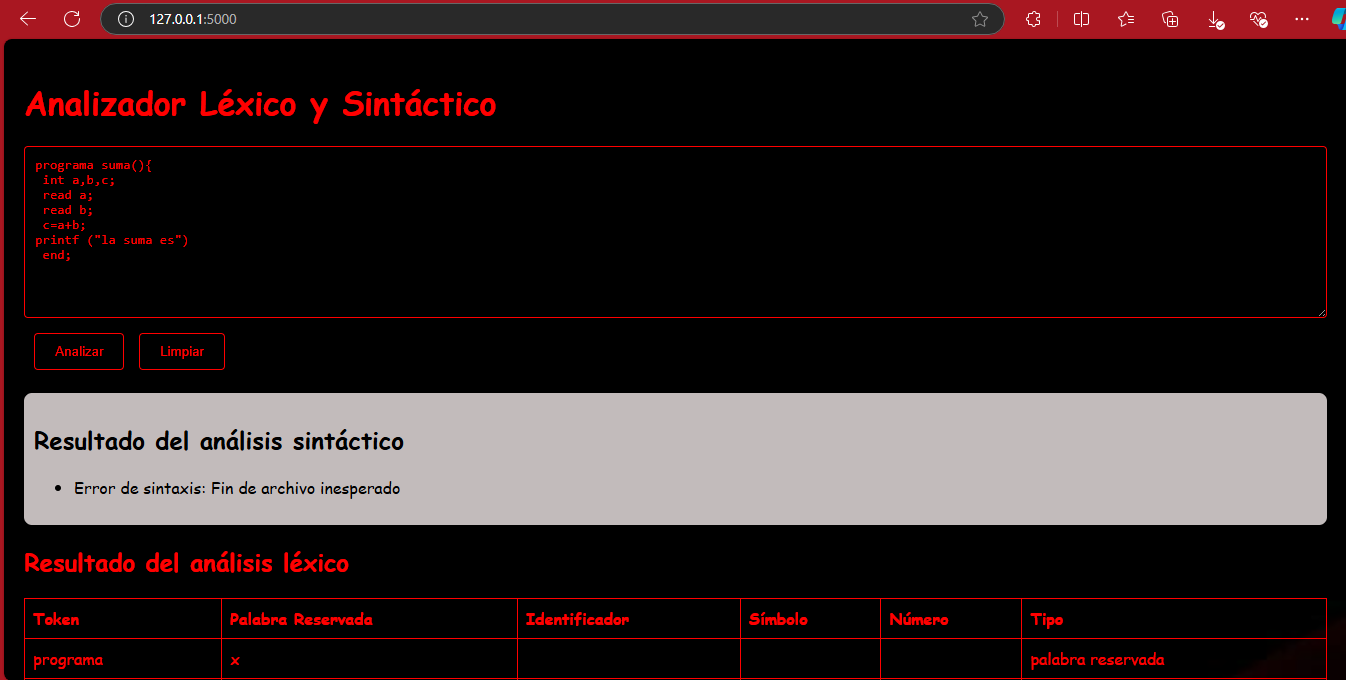 127.0.0.1:5000
Analizador Léxico y Sintáctico
programa suma(){
int a,b,c;
read a;
read b;
c=a+b;
printf ("la suma es")
end;
Analizar Limpiar
Resultado del análisis sintáctico
Error de sintaxis: Fin de archivo inesperado
Resultado del análisis léxico
Token Palabra Reservada Identificador Símbolo Número Tipo
programa x palabra reservada